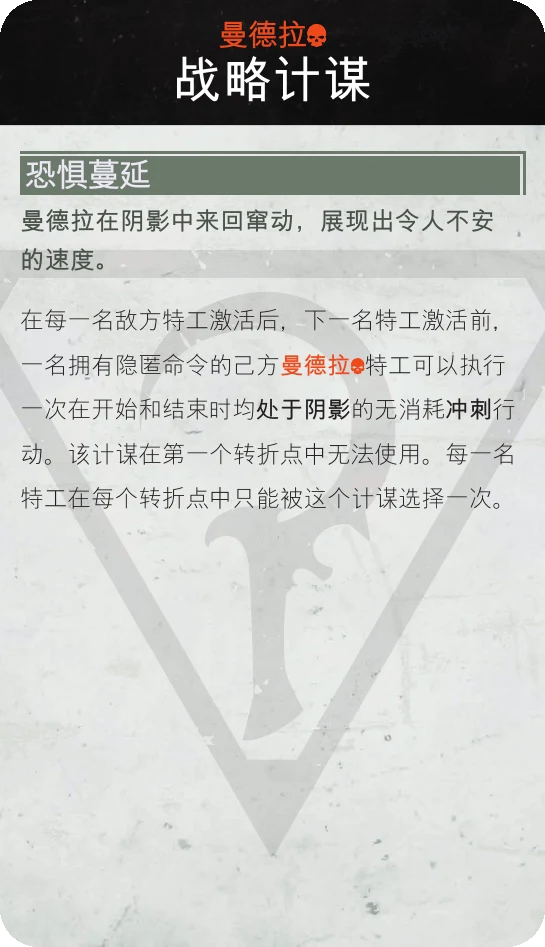 曼德拉
战略计谋
恐惧蔓延
曼德拉在阴影中来回窜动，展现出令人不安
的速度。
在每一名敌方特工激活后，下一名特工激活前，
一名拥有隐匿命令的己方曼德拉特工可以执行
一次在开始和结束时均处于阴影的无消耗冲刺行
动。该计谋在第一个转折点中无法使用。每一名
特工在每个转折点中只能被这个计谋选择一次。